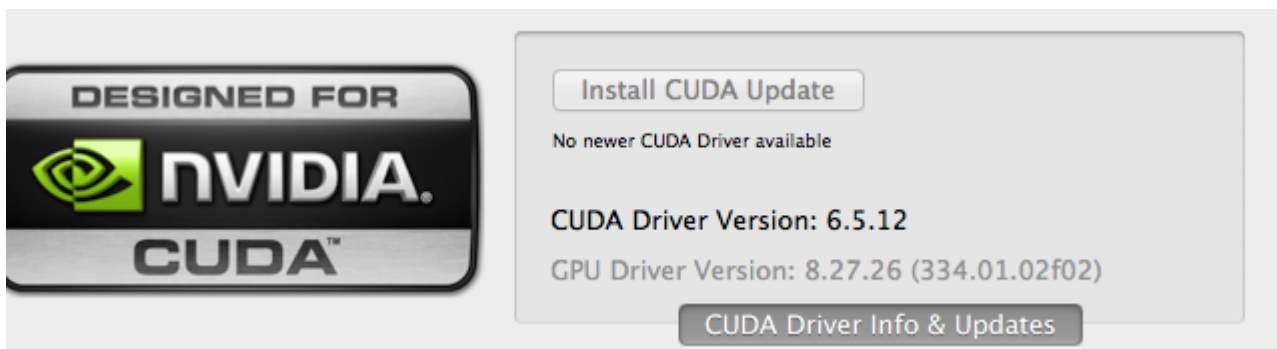 DESIGNED FOR
NVIDIA.
CUDA™
Install CUDA Update
No newer CUDA Driver available
CUDA Driver Version: 6.5.12
GPU Driver Version: 8.27.26 (334.01.02f02)
CUDA Driver Info & Updates